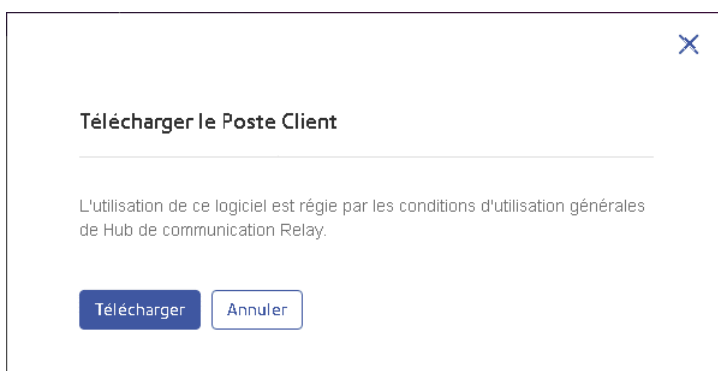 Télécharger le Poste Client
L'utilisation de ce logiciel est régie par les conditions d'utilisation générales
de Hub de communication Relay.
Télécharger Annuler